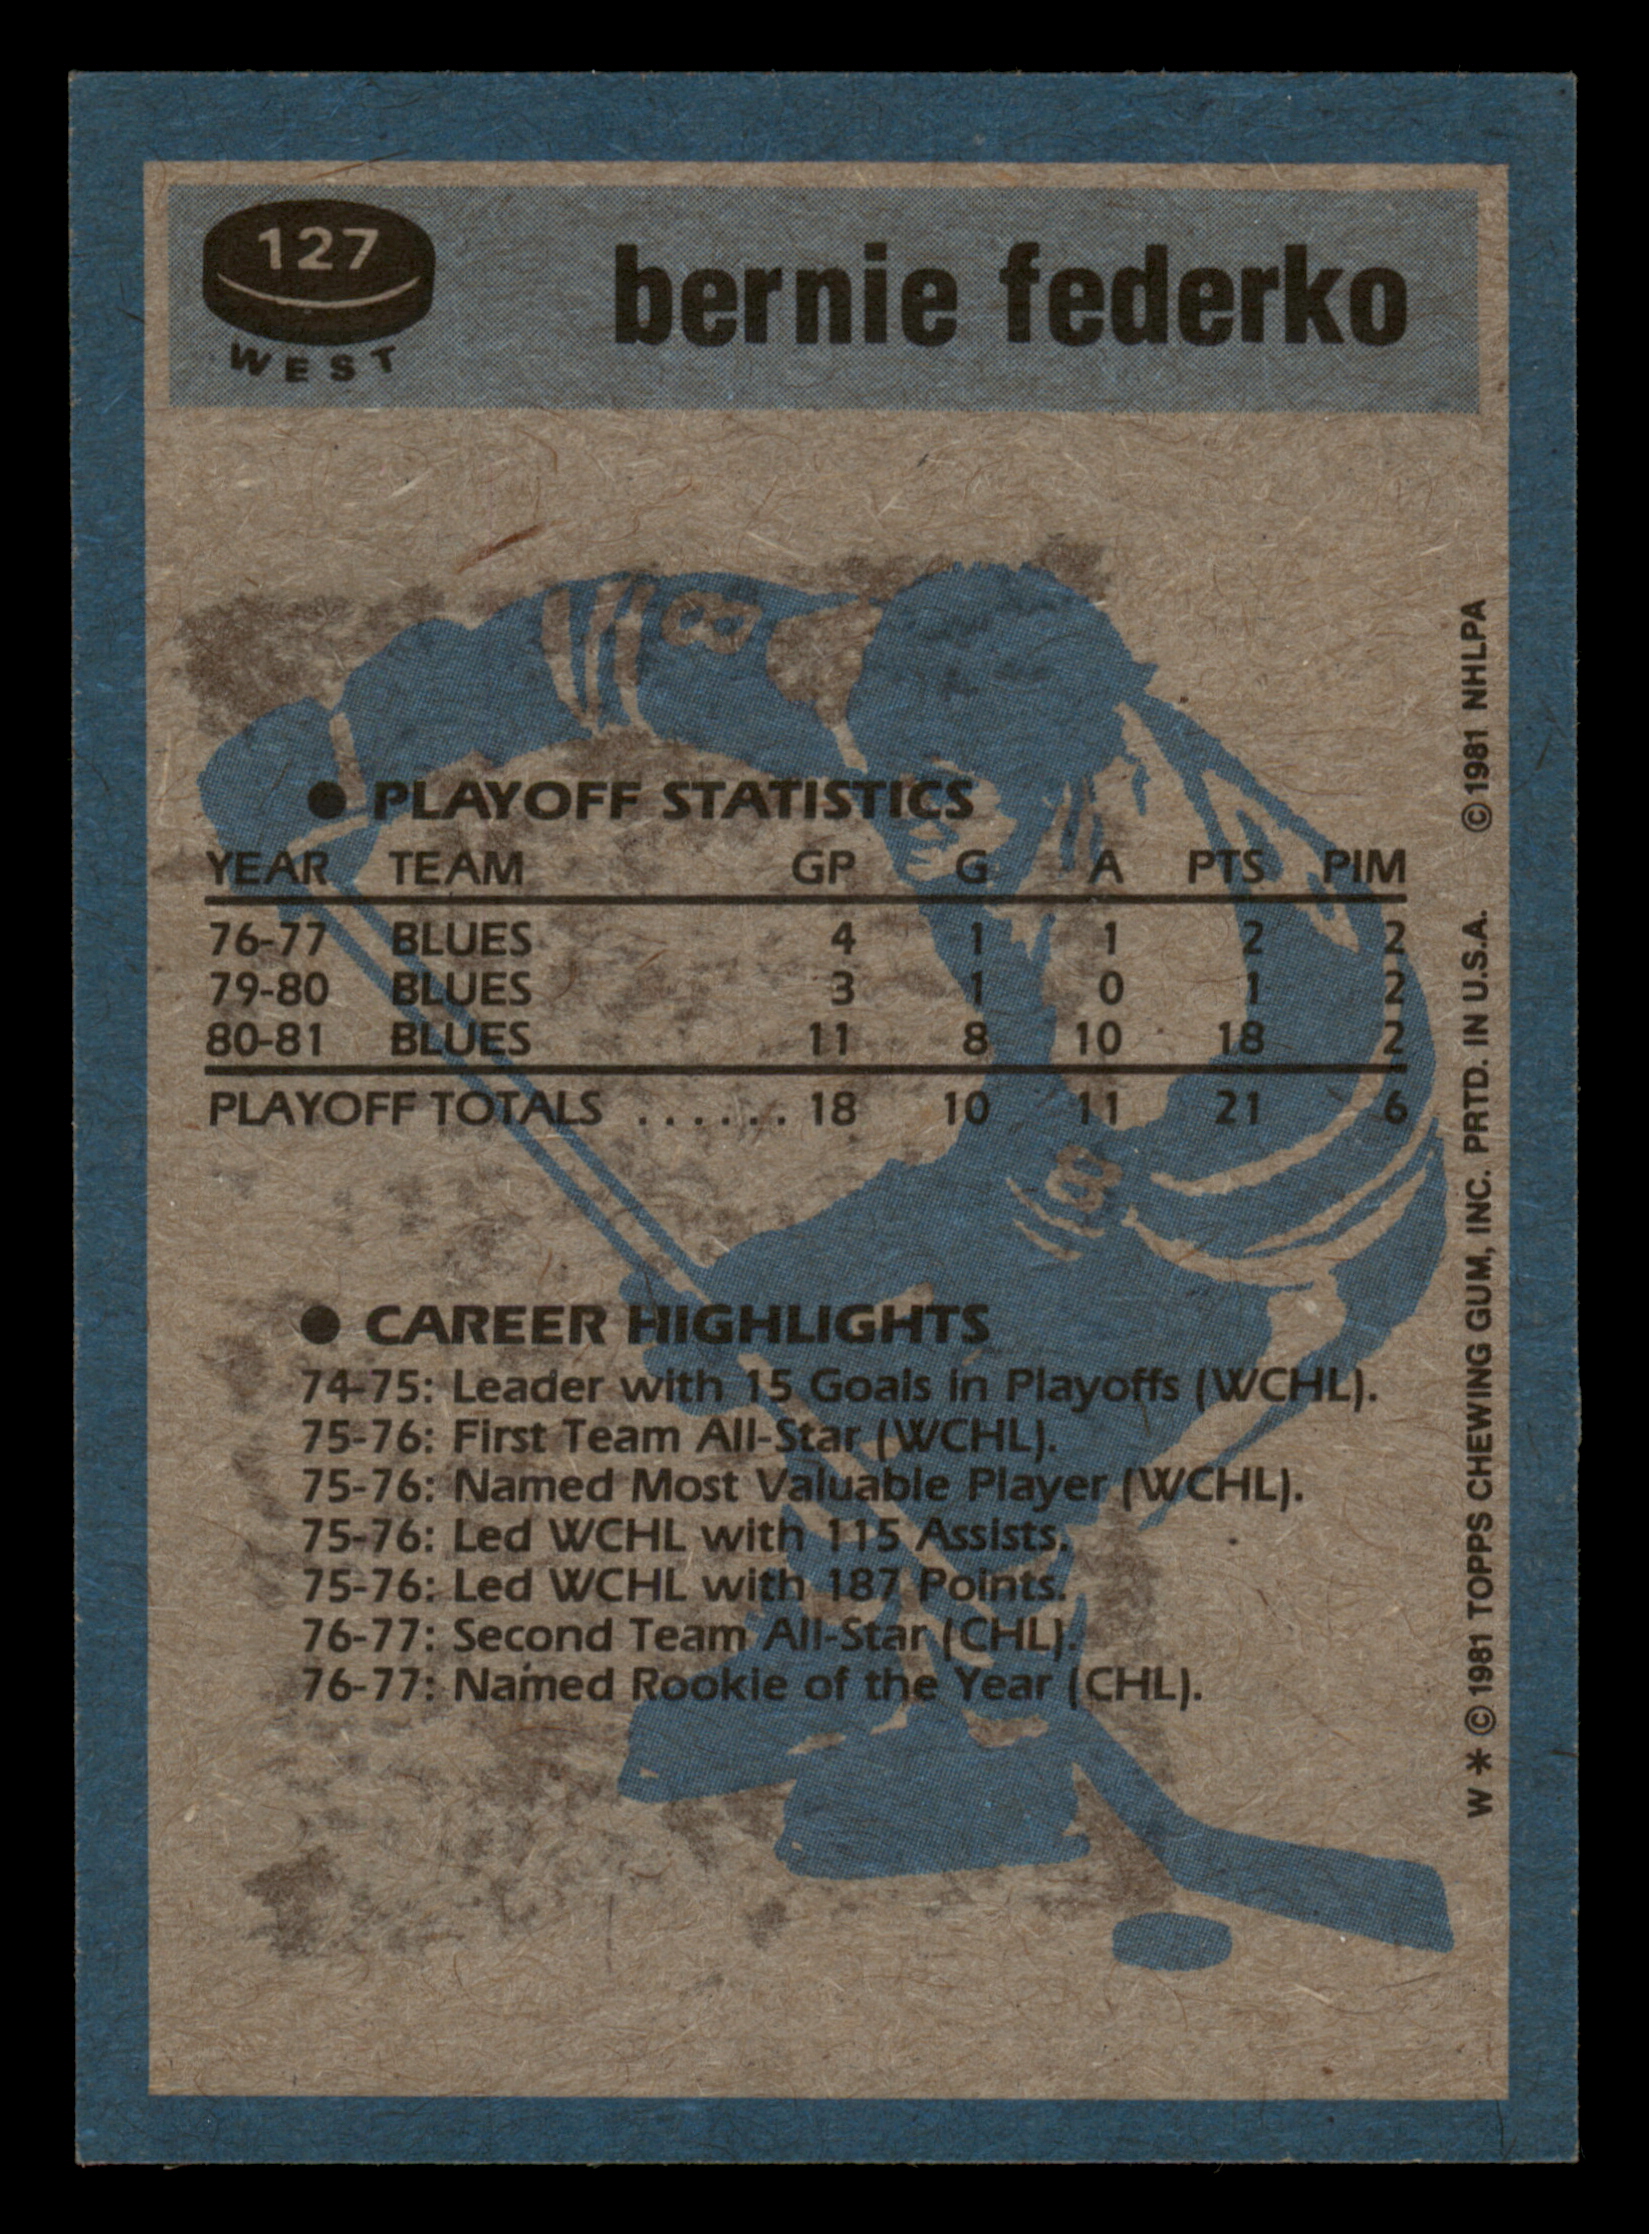 127
WEST
bernie federko
● PLAYOFF STATISTICS
YEAR TEAM GP G A PTS PIM
76-77 BLUES 4 1 1 2 2
79-80 BLUES 3 1 0 1 2
80-81 BLUES 11 8 10 18 2
PLAYOFF TOTALS ...... 18 10 11 21 6
● CAREER HIGHLIGHTS
74-75: Leader with 15 Goals in Playoffs (WCHL).
75-76: First Team All-Star (WCHL).
75-76: Named Most Valuable Player (WCHL).
75-76: Led WCHL with 115 Assists.
75-76: Led WCHL with 187 Points.
76-77: Second Team All-Star (CHL).
76-77: Named Rookie of the Year (CHL).
W * © 1981 TOPPS CHEWING GUM, INC. PRTD. IN U.S.A. © 1981 NHLPA